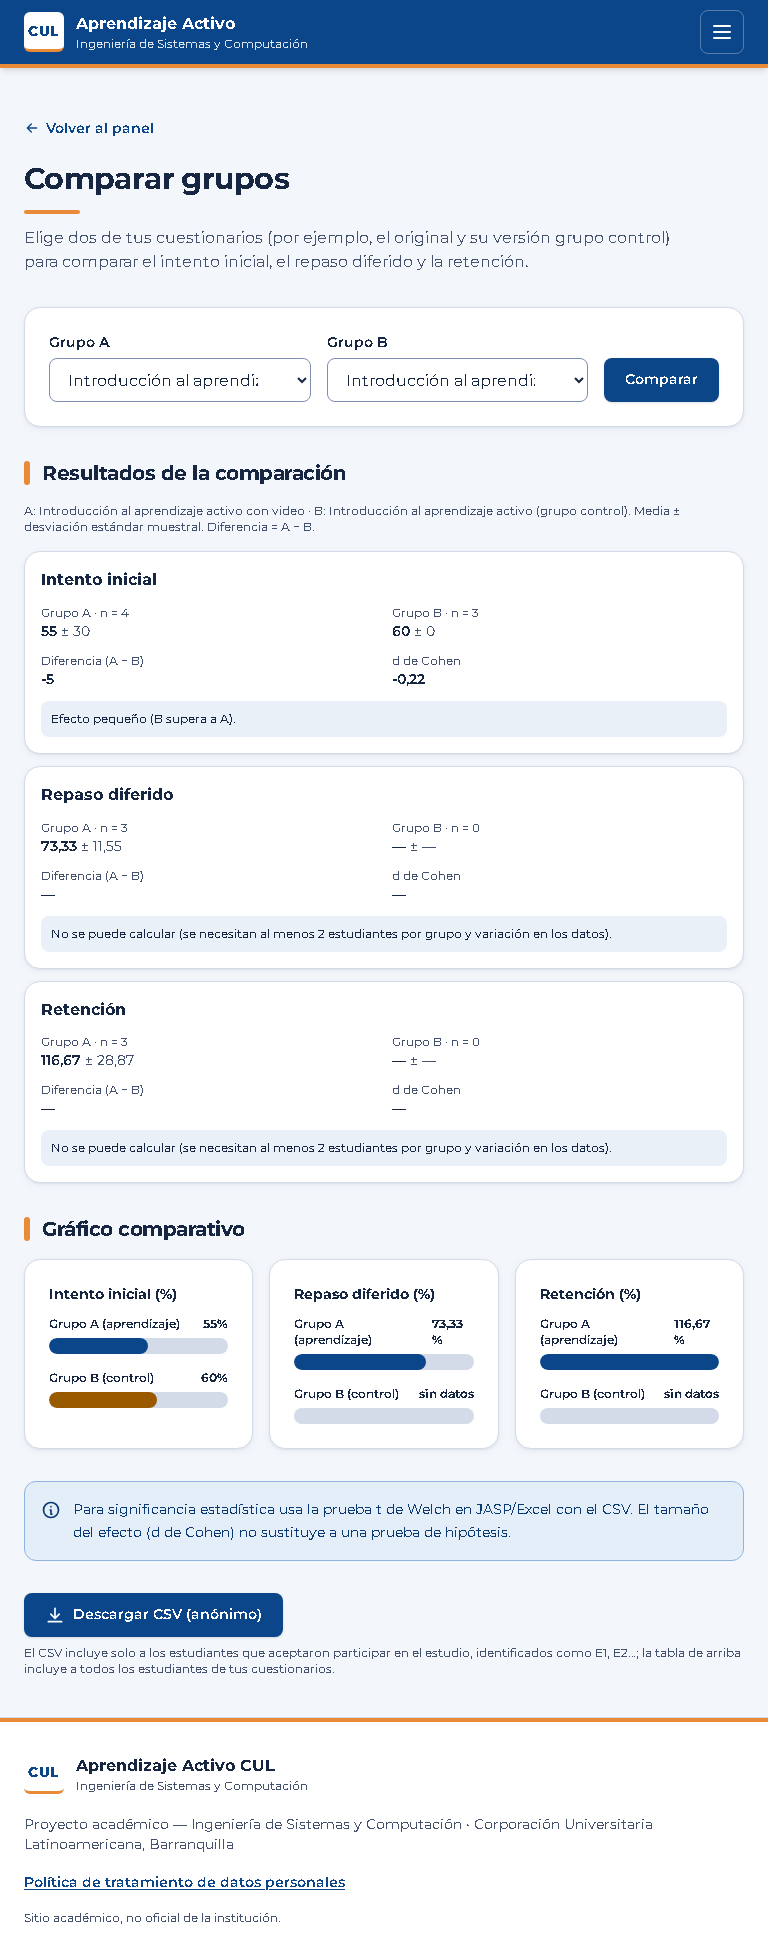 CUL
Aprendizaje Activo
Ingeniería de Sistemas y Computación
← Volver al panel
Comparar grupos
Elige dos de tus cuestionarios (por ejemplo, el original y su versión grupo control)
para comparar el intento inicial, el repaso diferido y la retención.
Grupo A
Grupo B
Introducción al aprendi:
Introducción al aprendi:
Comparar
Resultados de la comparación
A: Introducción al aprendizaje activo con video · B: Introducción al aprendizaje activo (grupo control). Media ±
desviación estándar muestral. Diferencia = A − B.
Intento inicial
Grupo A · n = 4
Grupo B · n = 3
55 ± 30
60 ± 0
Diferencia (A − B)
d de Cohen
-5
-0,22
Efecto pequeño (B supera a A).
Repaso diferido
Grupo A · n = 3
Grupo B · n = 0
73,33 ± 11,55
— ± —
Diferencia (A − B)
d de Cohen
—
—
No se puede calcular (se necesitan al menos 2 estudiantes por grupo y variación en los datos).
Retención
Grupo A · n = 3
Grupo B · n = 0
116,67 ± 28,87
— ± —
Diferencia (A − B)
d de Cohen
—
—
No se puede calcular (se necesitan al menos 2 estudiantes por grupo y variación en los datos).
Gráfico comparativo
Intento inicial (%)
Grupo A (aprendizaje) 55%
Grupo B (control) 60%
Repaso diferido (%)
Grupo A 73,33
(aprendizaje) %
Grupo B (control) sin datos
Retención (%)
Grupo A 116,67
(aprendizaje) %
Grupo B (control) sin datos
Para significancia estadística usa la prueba t de Welch en JASP/Excel con el CSV. El tamaño
del efecto (d de Cohen) no sustituye a una prueba de hipótesis.
Descargar CSV (anónimo)
El CSV incluye solo a los estudiantes que aceptaron participar en el estudio, identificados como E1, E2…; la tabla de arriba
incluye a todos los estudiantes de tus cuestionarios.
CUL
Aprendizaje Activo CUL
Ingeniería de Sistemas y Computación
Proyecto académico — Ingeniería de Sistemas y Computación · Corporación Universitaria
Latinoamericana, Barranquilla
Política de tratamiento de datos personales
Sitio académico, no oficial de la institución.